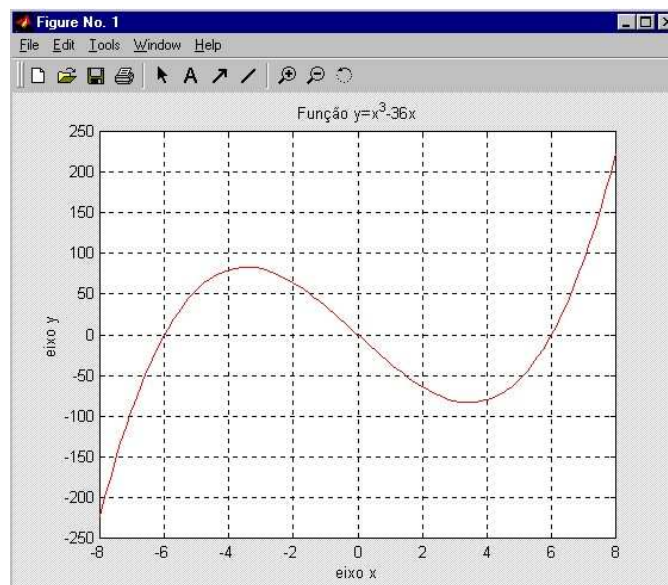 Figure No. 1
File Edit Tools Window Help
A
Função y=x³-36x
250
200
150
100
50
0
-50
-100
-150
-200
-250
eixo y
-8 -6 -4 -2 0 2 4 6 8
eixo x